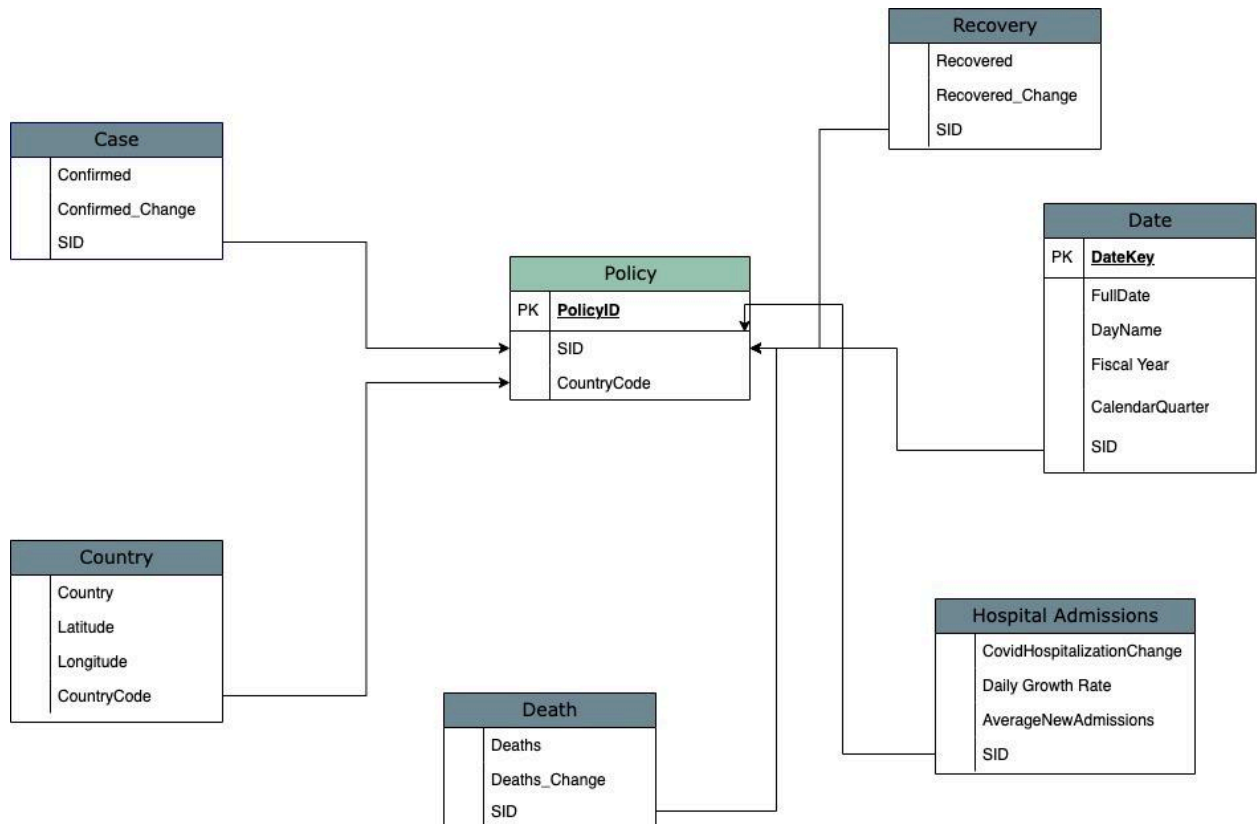 Recovery
Recovered
Recovered_Change
SID
Case
Confirmed
Confirmed_Change
SID
Date
PK DateKey
FullDate
DayName
Fiscal Year
CalendarQuarter
SID
Policy
PK PolicyID
SID
CountryCode
Country
Country
Latitude
Longitude
CountryCode
Hospital Admissions
CovidHospitalizationChange
Daily Growth Rate
AverageNewAdmissions
SID
Death
Deaths
Deaths_Change
SID